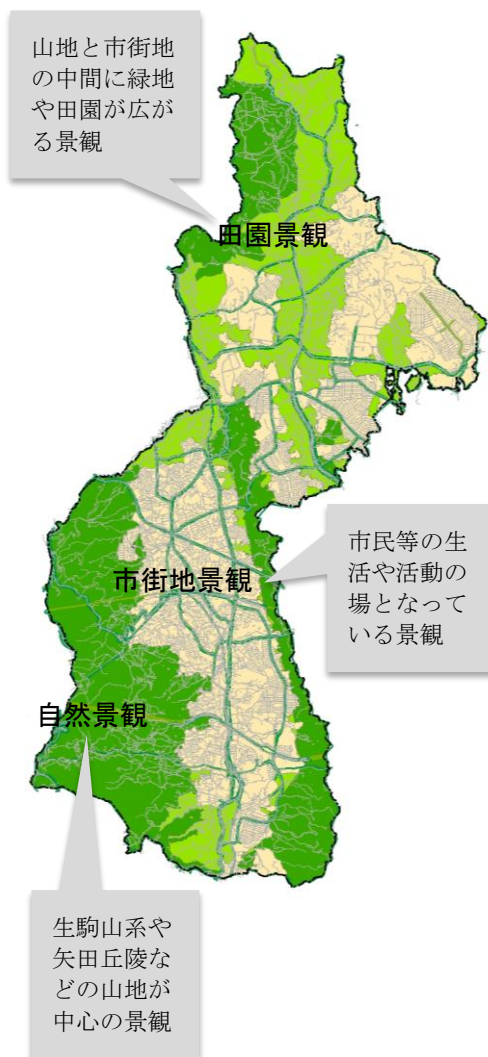 山地と市街地
の中間に緑地
や田園が広が
る景観
田園景観
市民等の生
活や活動の
場となって
いる景観
市街地景観
自然景観
生駒山系や
矢田丘陵な
どの山地が
中心の景観